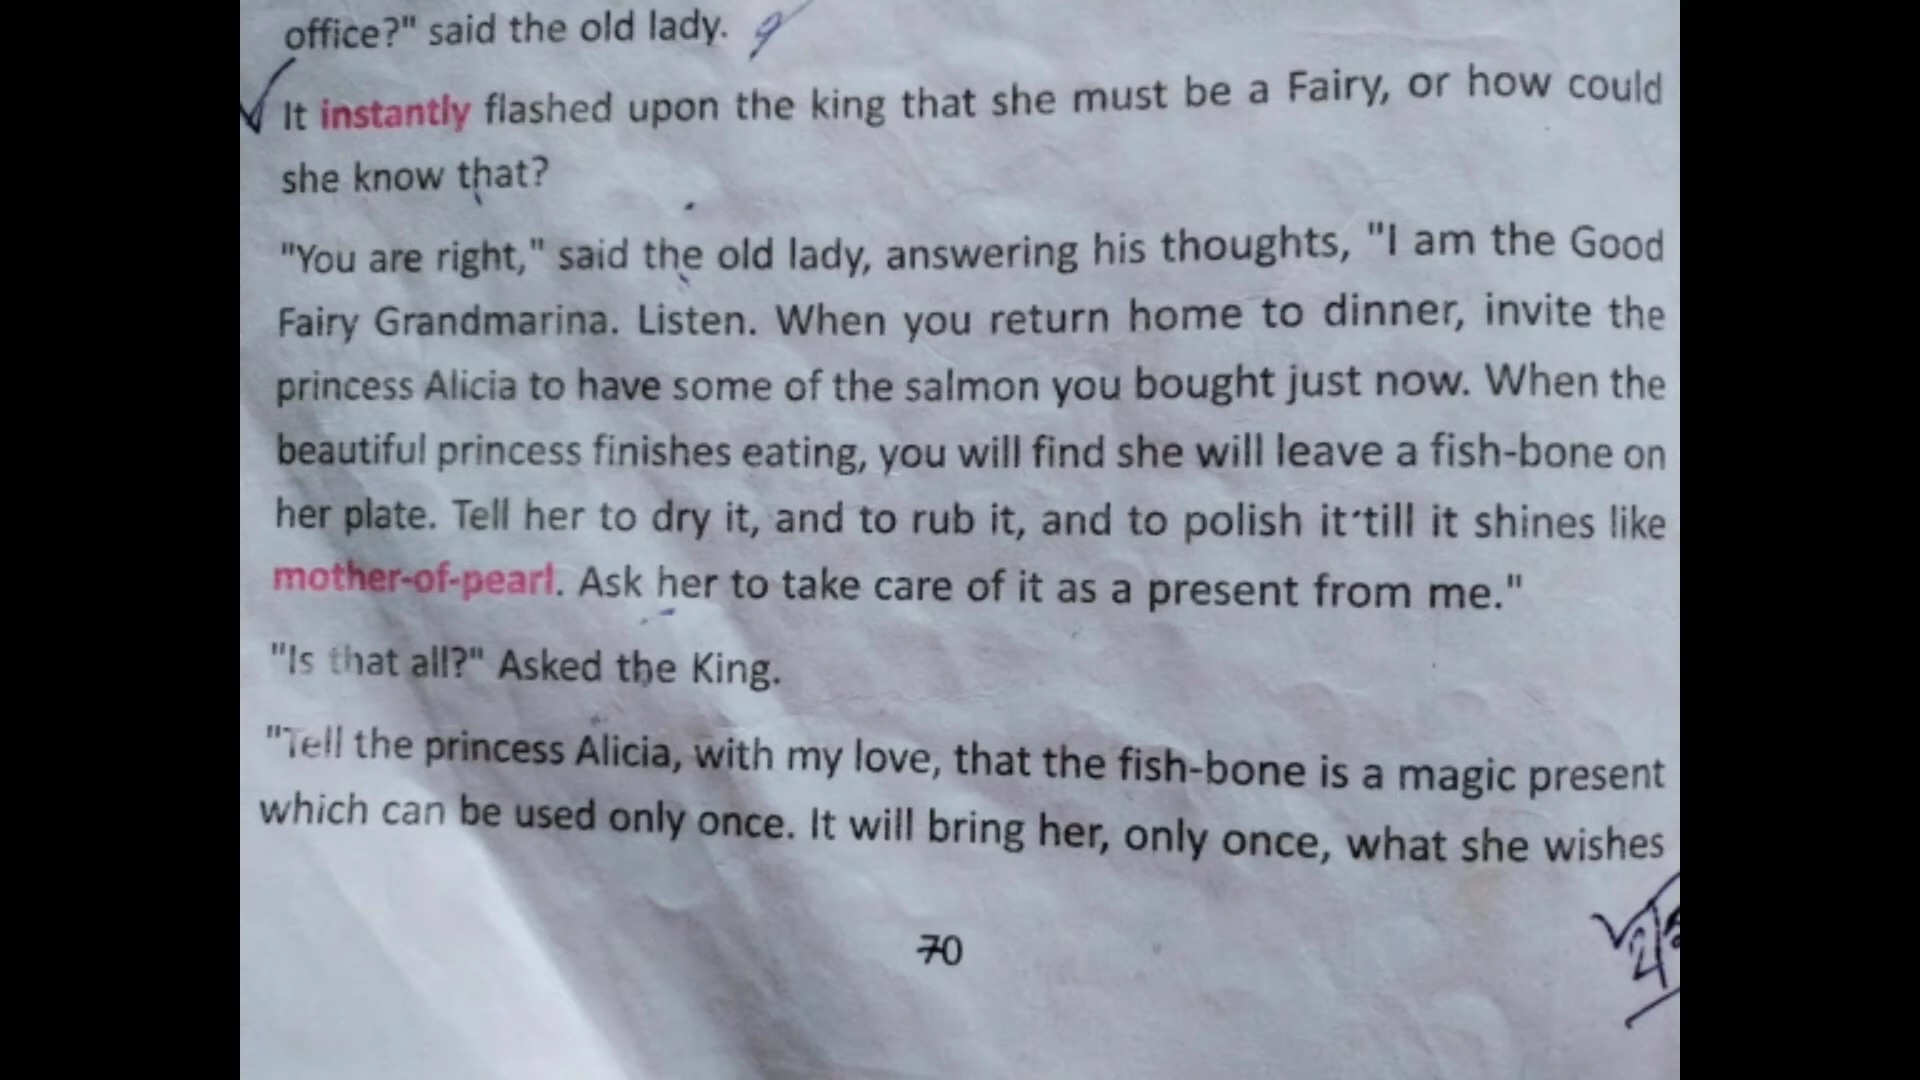 office?" said the old lady.
It instantly flashed upon the king that she must be a Fairy, or how could
she know that?
"You are right," said the old lady, answering his thoughts, "I am the Good
Fairy Grandmarina. Listen. When you return home to dinner, invite the
princess Alicia to have some of the salmon you bought just now. When the
beautiful princess finishes eating, you will find she will leave a fish-bone on
her plate. Tell her to dry it, and to rub it, and to polish it till it shines like
mother-of-pearl. Ask her to take care of it as a present from me."
"Is that all?" Asked the King.
"Tell the princess Alicia, with my love, that the fish-bone is a magic present
which can be used only once. It will bring her, only once, what she wishes
70